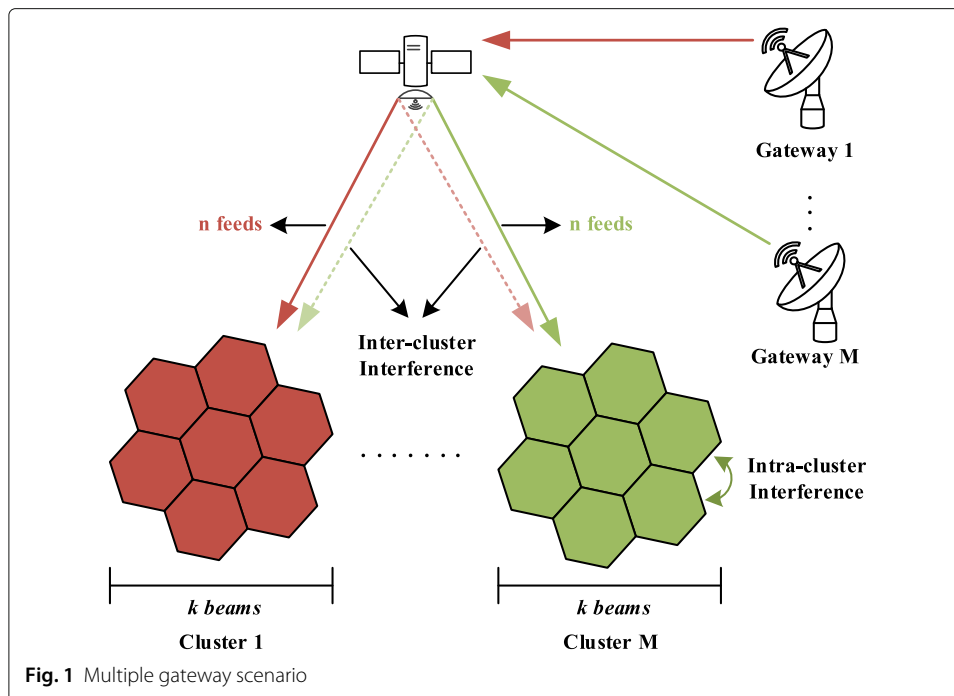 Gateway 1
n feeds
n feeds
Gateway M
Inter-cluster
Interference
. . . . . . .
Intra-cluster
Interference
k beams
k beams
Cluster 1
Cluster M
Fig. 1 Multiple gateway scenario